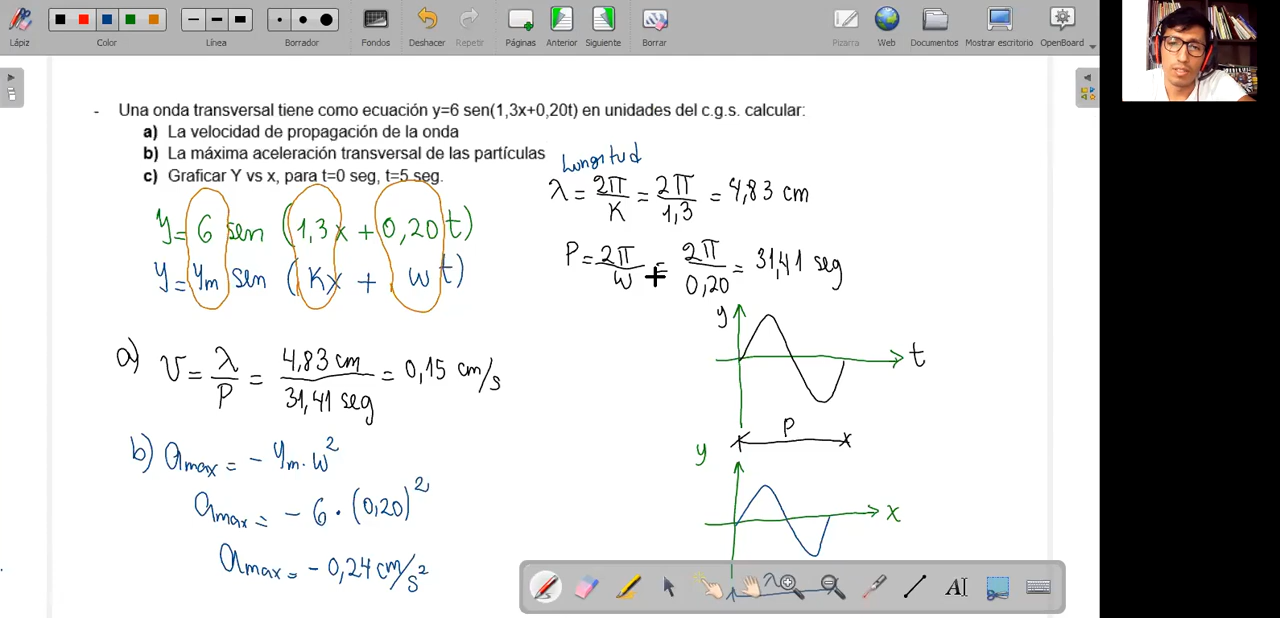 Lápiz Color Línea Borrador Fondos Deshacer Repetir Páginas Anterior Siguiente Borrar Pizarra Web Documentos Mostrar escritorio OpenBoard
- Una onda transversal tiene como ecuación y=6 sen(1,3x+0,20t) en unidades del c.g.s. calcular:
a) La velocidad de propagación de la onda
b) La máxima aceleración transversal de las partículas
c) Graficar Y vs x, para t=0 seg, t=5 seg.
Longitud
λ = 2π/K = 2π/1,3 = 4,83 cm
y = 6 sen (1,3x + 0,20t)
y = ym sen (Kx + wt)
P = 2π/w = 2π/0,20 = 31,41 seg
y
t
a) V = λ/P = 4,83 cm/31,41 seg = 0,15 cm/s
P
b) amax = - ym . w²
y
amax = - 6 . (0,20)²
x
amax = - 0,24 cm/s²
λ
AI